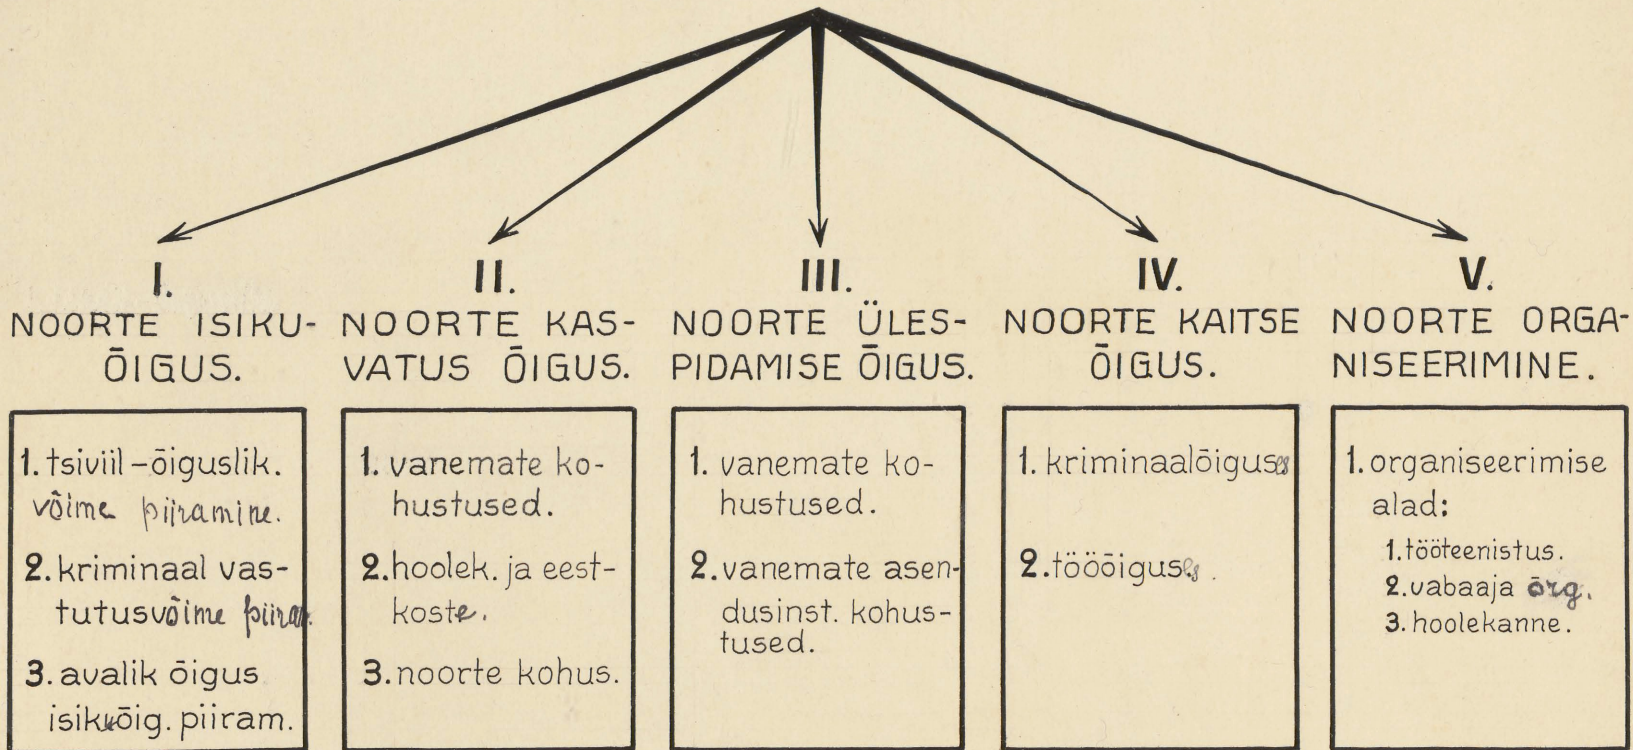 I.
NOORTE ISIKU-
ÕIGUS.
1. tsiviil-õiguslik.
võime piiramine.
2. kriminaal vas-
tutusvõime piiram.
3. avalik õigus
isikuõig. piiram.
II.
NOORTE KAS-
VATUS ÕIGUS.
1. vanemate ko-
hustused.
2. hoolek. ja eest-
koste.
3. noorte kohus.
III.
NOORTE ÜLES-
PIDAMISE ÕIGUS.
1. vanemate ko-
hustused.
2. vanemate asen-
dusinst. kohus-
tused.
IV.
NOORTE KAITSE
ÕIGUS.
1. kriminaalõiguses
2. tööõiguses.
V.
NOORTE ORGA-
NISEERIMINE.
1. organiseerimise
alad:
1. tööteenistus.
2. vabaaja org.
3. hoolekanne.